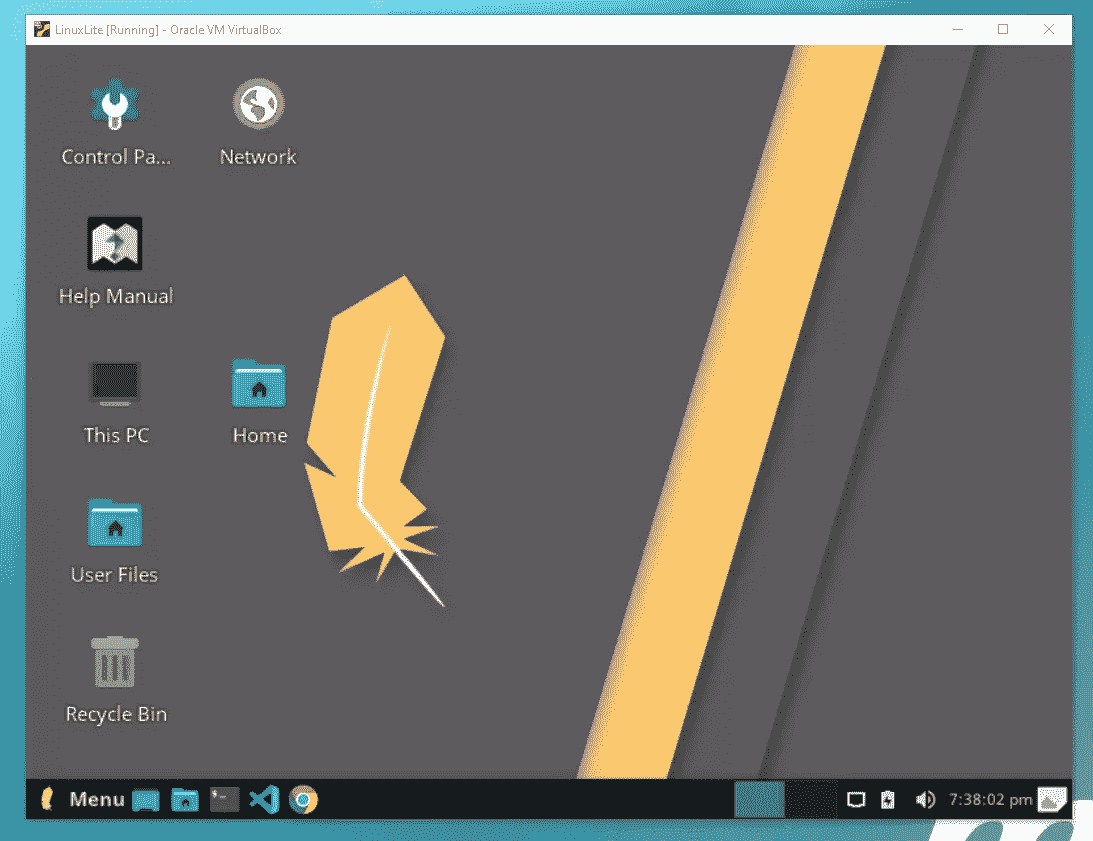 LinuxLite [Running] - Oracle VM VirtualBox
Control Pa...
Network
Help Manual
This PC
Home
User Files
Recycle Bin
Menu
7:38:02 pm